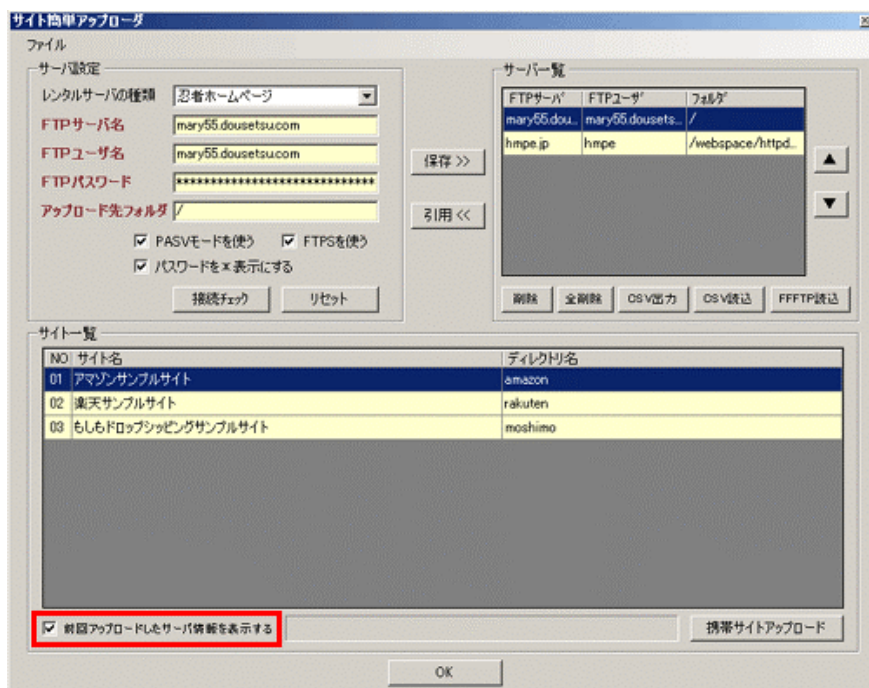 サイト簡単アップローダ
ファイル
サーバ設定
レンタルサーバの種類 忍者ホームページ
FTPサーバ名 mary55.dousetsu.com
FTPユーザ名 mary55.dousetsu.com
FTPパスワード ******************************
アップロード先フォルダ /
PASVモードを使う FTPSを使う
パスワードを×表示にする
接続チェック リセット
保存 >>
引用 <<
サーバー一覧
FTPサーバ FTPユーザ フォルダ
mary55.dou... mary55.dousets... /
hmpe.jp hmpe /webspace/httpd...
▲
▼
削除 全削除 CSV出力 CSV読込 FFFTP読込
サイト一覧
NO サイト名 ディレクトリ名
01 アマゾンサンプルサイト amazon
02 楽天サンプルサイト rakuten
03 もしもドロップシッピングサンプルサイト moshimo
前回アップロードしたサーバ情報を表示する 携帯サイトアップロード
OK